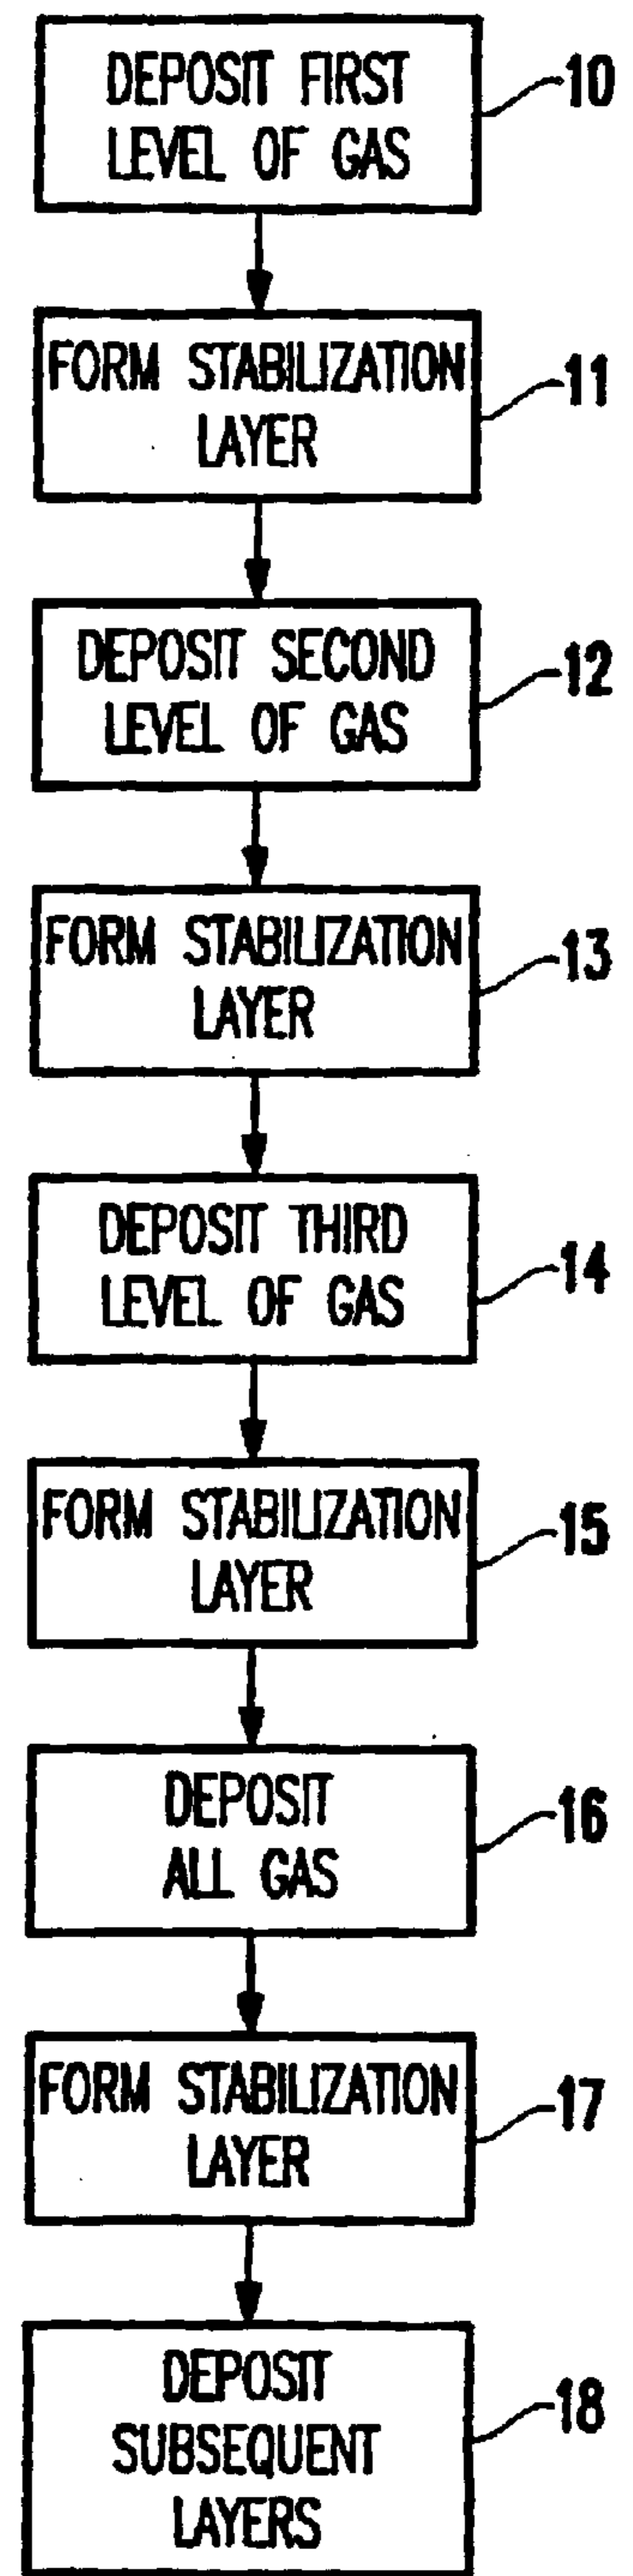 DEPOSIT FIRST
LEVEL OF GAS
10
FORM STABILIZATION
LAYER
11
DEPOSIT SECOND
LEVEL OF GAS
12
FORM STABILIZATION
LAYER
13
DEPOSIT THIRD
LEVEL OF GAS
14
FORM STABILIZATION
LAYER
15
DEPOSIT
ALL GAS
16
FORM STABILIZATION
LAYER
17
DEPOSIT
SUBSEQUENT
LAYERS
18